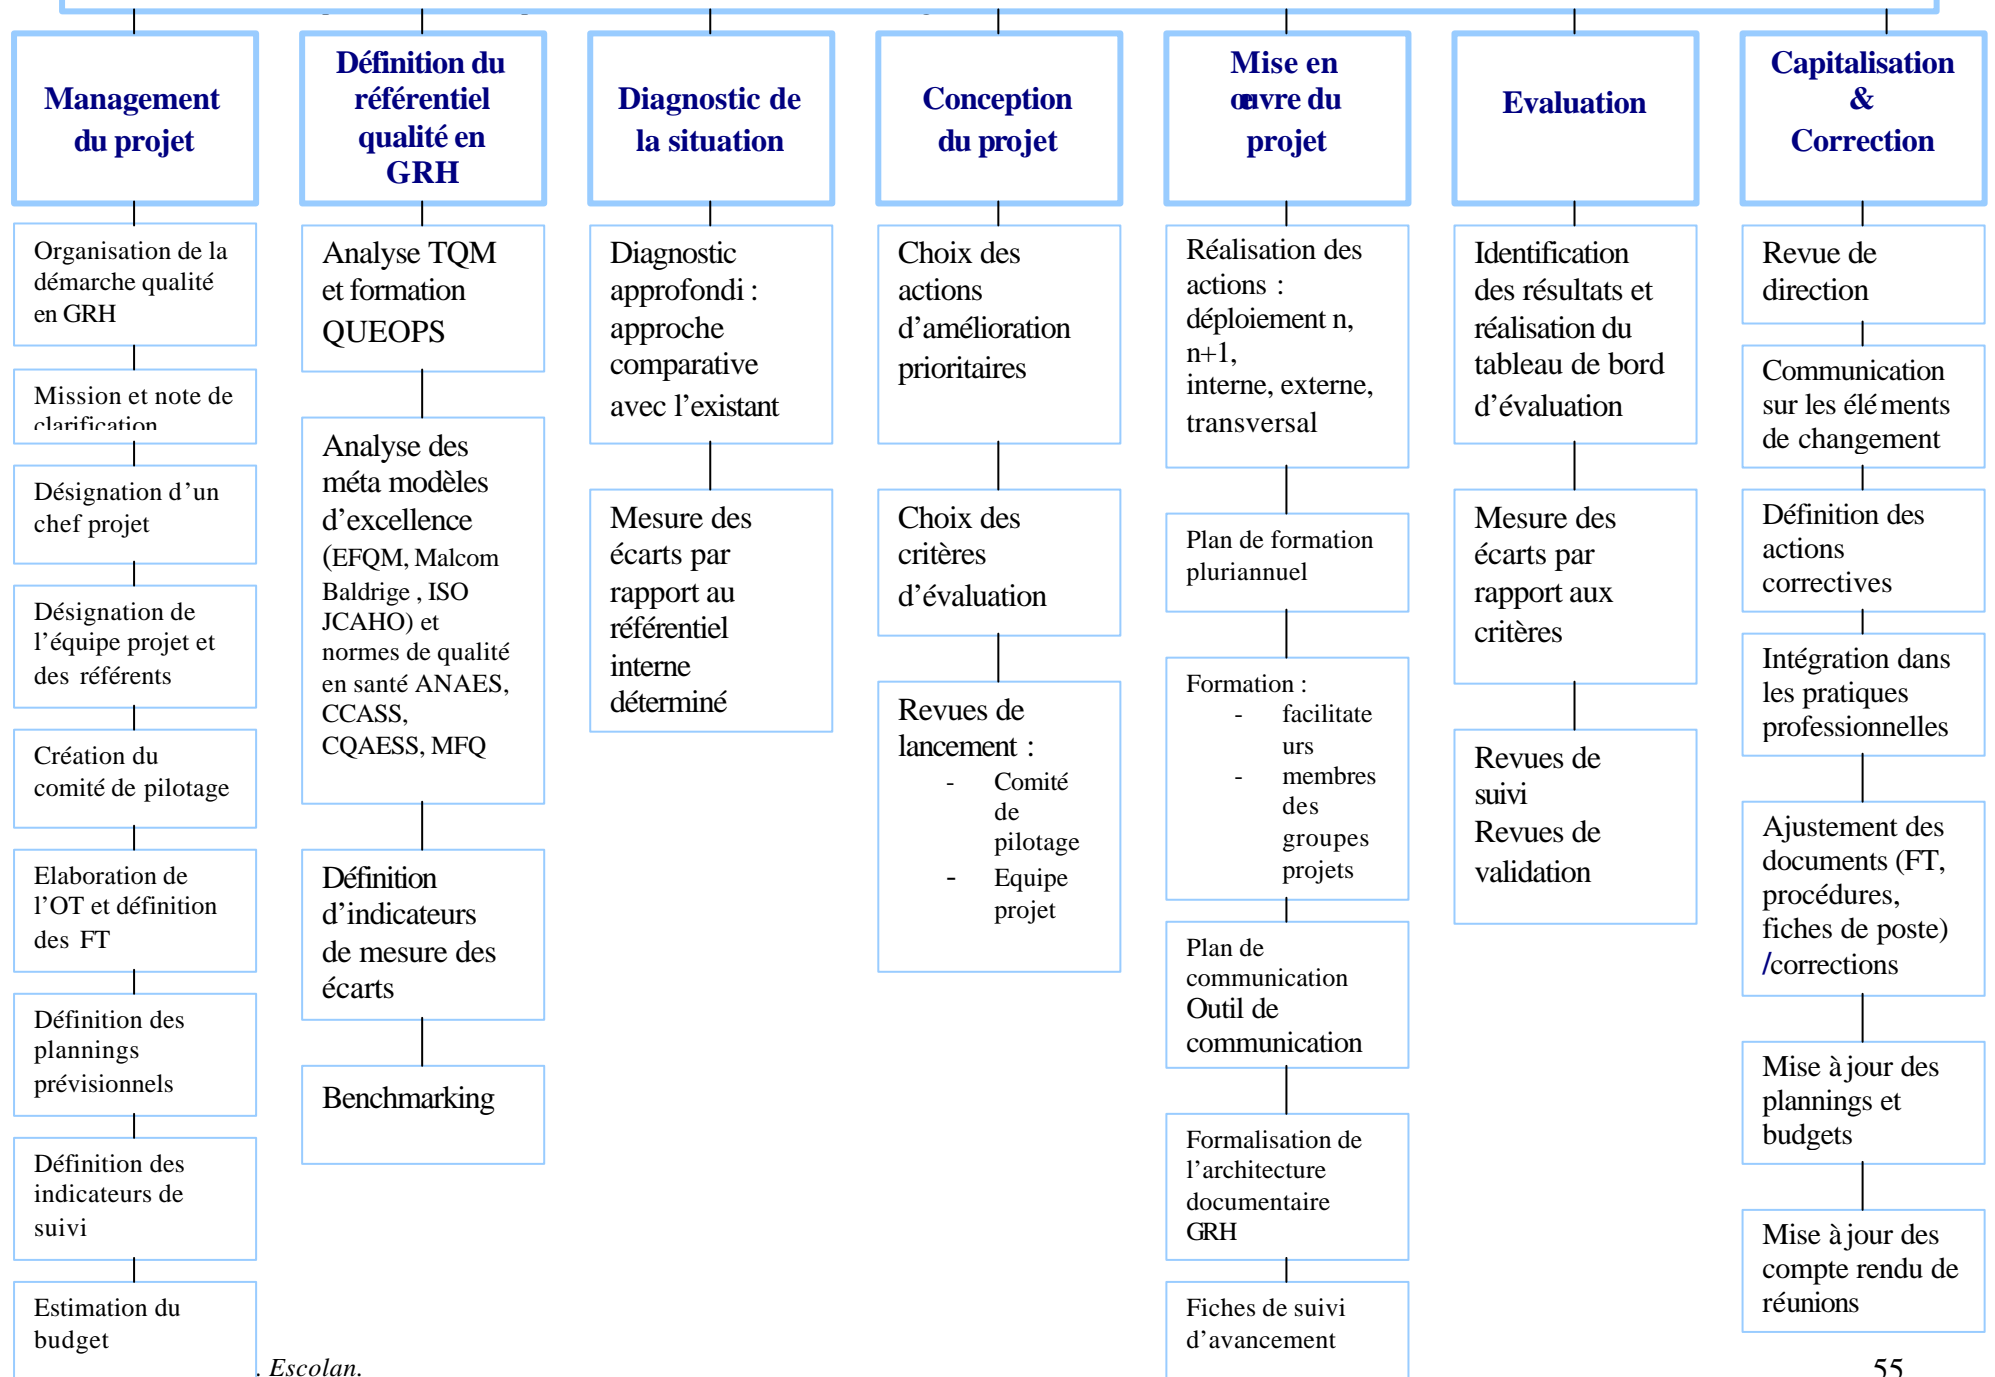 Management
du projet
Organisation de la
démarche qualité
en GRH
Mission et note de
clarification
Désignation d’un
chef projet
Désignation de
l’équipe projet et
des référents
Création du
comité de pilotage
Elaboration de
l’OT et définition
des FT
Définition des
plannings
prévisionnels
Définition des
indicateurs de
suivi
Estimation du
budget
Définition du
référentiel
qualité en
GRH
Analyse TQM
et formation
QUEOPS
Analyse des
méta modèles
d’excellence
(EFQM, Malcom
Baldrige , ISO
JCAHO) et
normes de qualité
en santé ANAES,
CCASS,
CQAESS, MFQ
Définition
d’indicateurs
de mesure des
écarts
Benchmarking
Diagnostic de
la situation
Diagnostic
approfondi :
approche
comparative
avec l’existant
Mesure des
écarts par
rapport au
référentiel
interne
déterminé
Conception
du projet
Choix des
actions
d’amélioration
prioritaires
Choix des
critères
d’évaluation
Revues de
lancement :
- Comité
de
pilotage
- Equipe
projet
Mise en
œuvre du
projet
Réalisation des
actions :
déploiement n,
n+1,
interne, externe,
transversal
Plan de formation
pluriannuel
Formation :
- facilitate
urs
- membres
des
groupes
projets
Plan de
communication
Outil de
communication
Formalisation de
l’architecture
documentaire
GRH
Fiches de suivi
d’avancement
Evaluation
Identification
des résultats et
réalisation du
tableau de bord
d’évaluation
Mesure des
écarts par
rapport aux
critères
Revues de
suivi
Revues de
validation
Capitalisation
&
Correction
Revue de
direction
Communication
sur les éléments
de changement
Définition des
actions
correctives
Intégration dans
les pratiques
professionnelles
Ajustement des
documents (FT,
procédures,
fiches de poste)
/corrections
Mise à jour des
plannings et
budgets
Mise à jour des
compte rendu de
réunions
. Escolan.
55